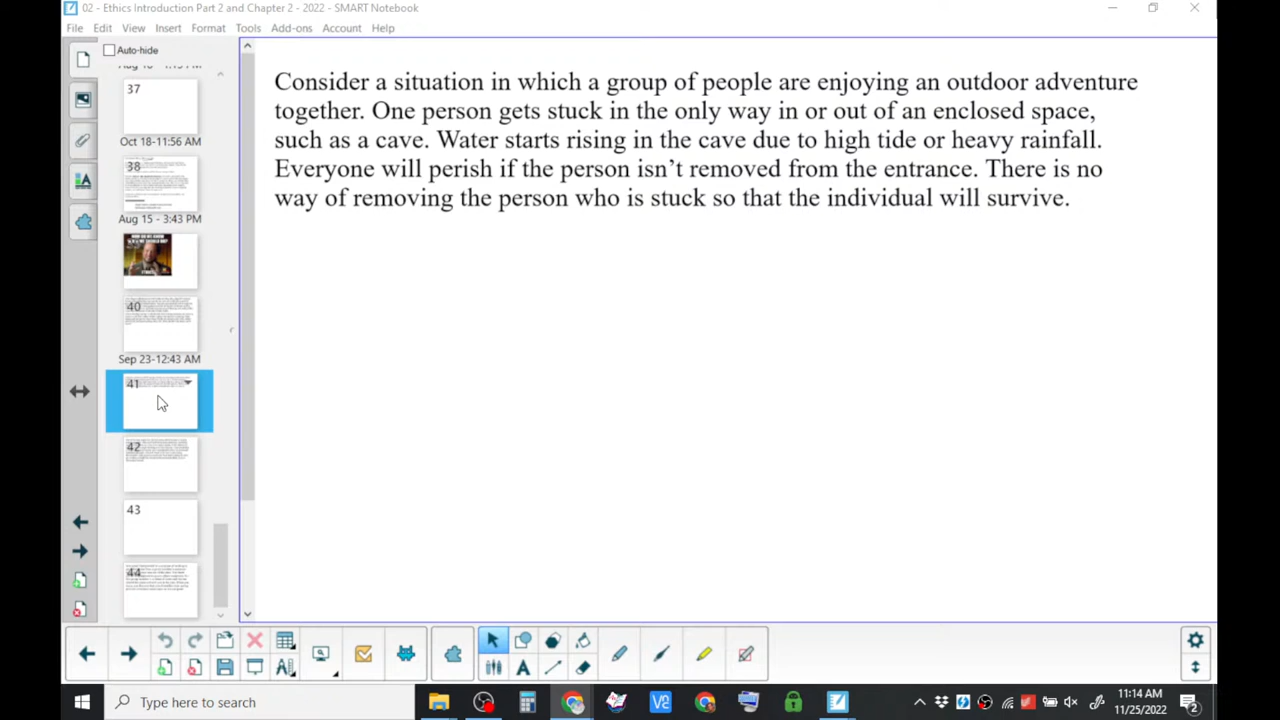 02 - Ethics Introduction Part 2 and Chapter 2 - 2022 - SMART Notebook
File Edit View Insert Format Tools Add-ons Account Help
Auto-hide
37
Oct 18-11:56 AM
38
Aug 15 - 3:43 PM
40
Sep 23-12:43 AM
41
42
43
44
Consider a situation in which a group of people are enjoying an outdoor adventure
together. One person gets stuck in the only way in or out of an enclosed space,
such as a cave. Water starts rising in the cave due to high tide or heavy rainfall.
Everyone will perish if the person isn’t removed from the entrance. There is no
way of removing the person who is stuck so that the individual will survive.
Type here to search
11:14 AM
11/25/2022
2